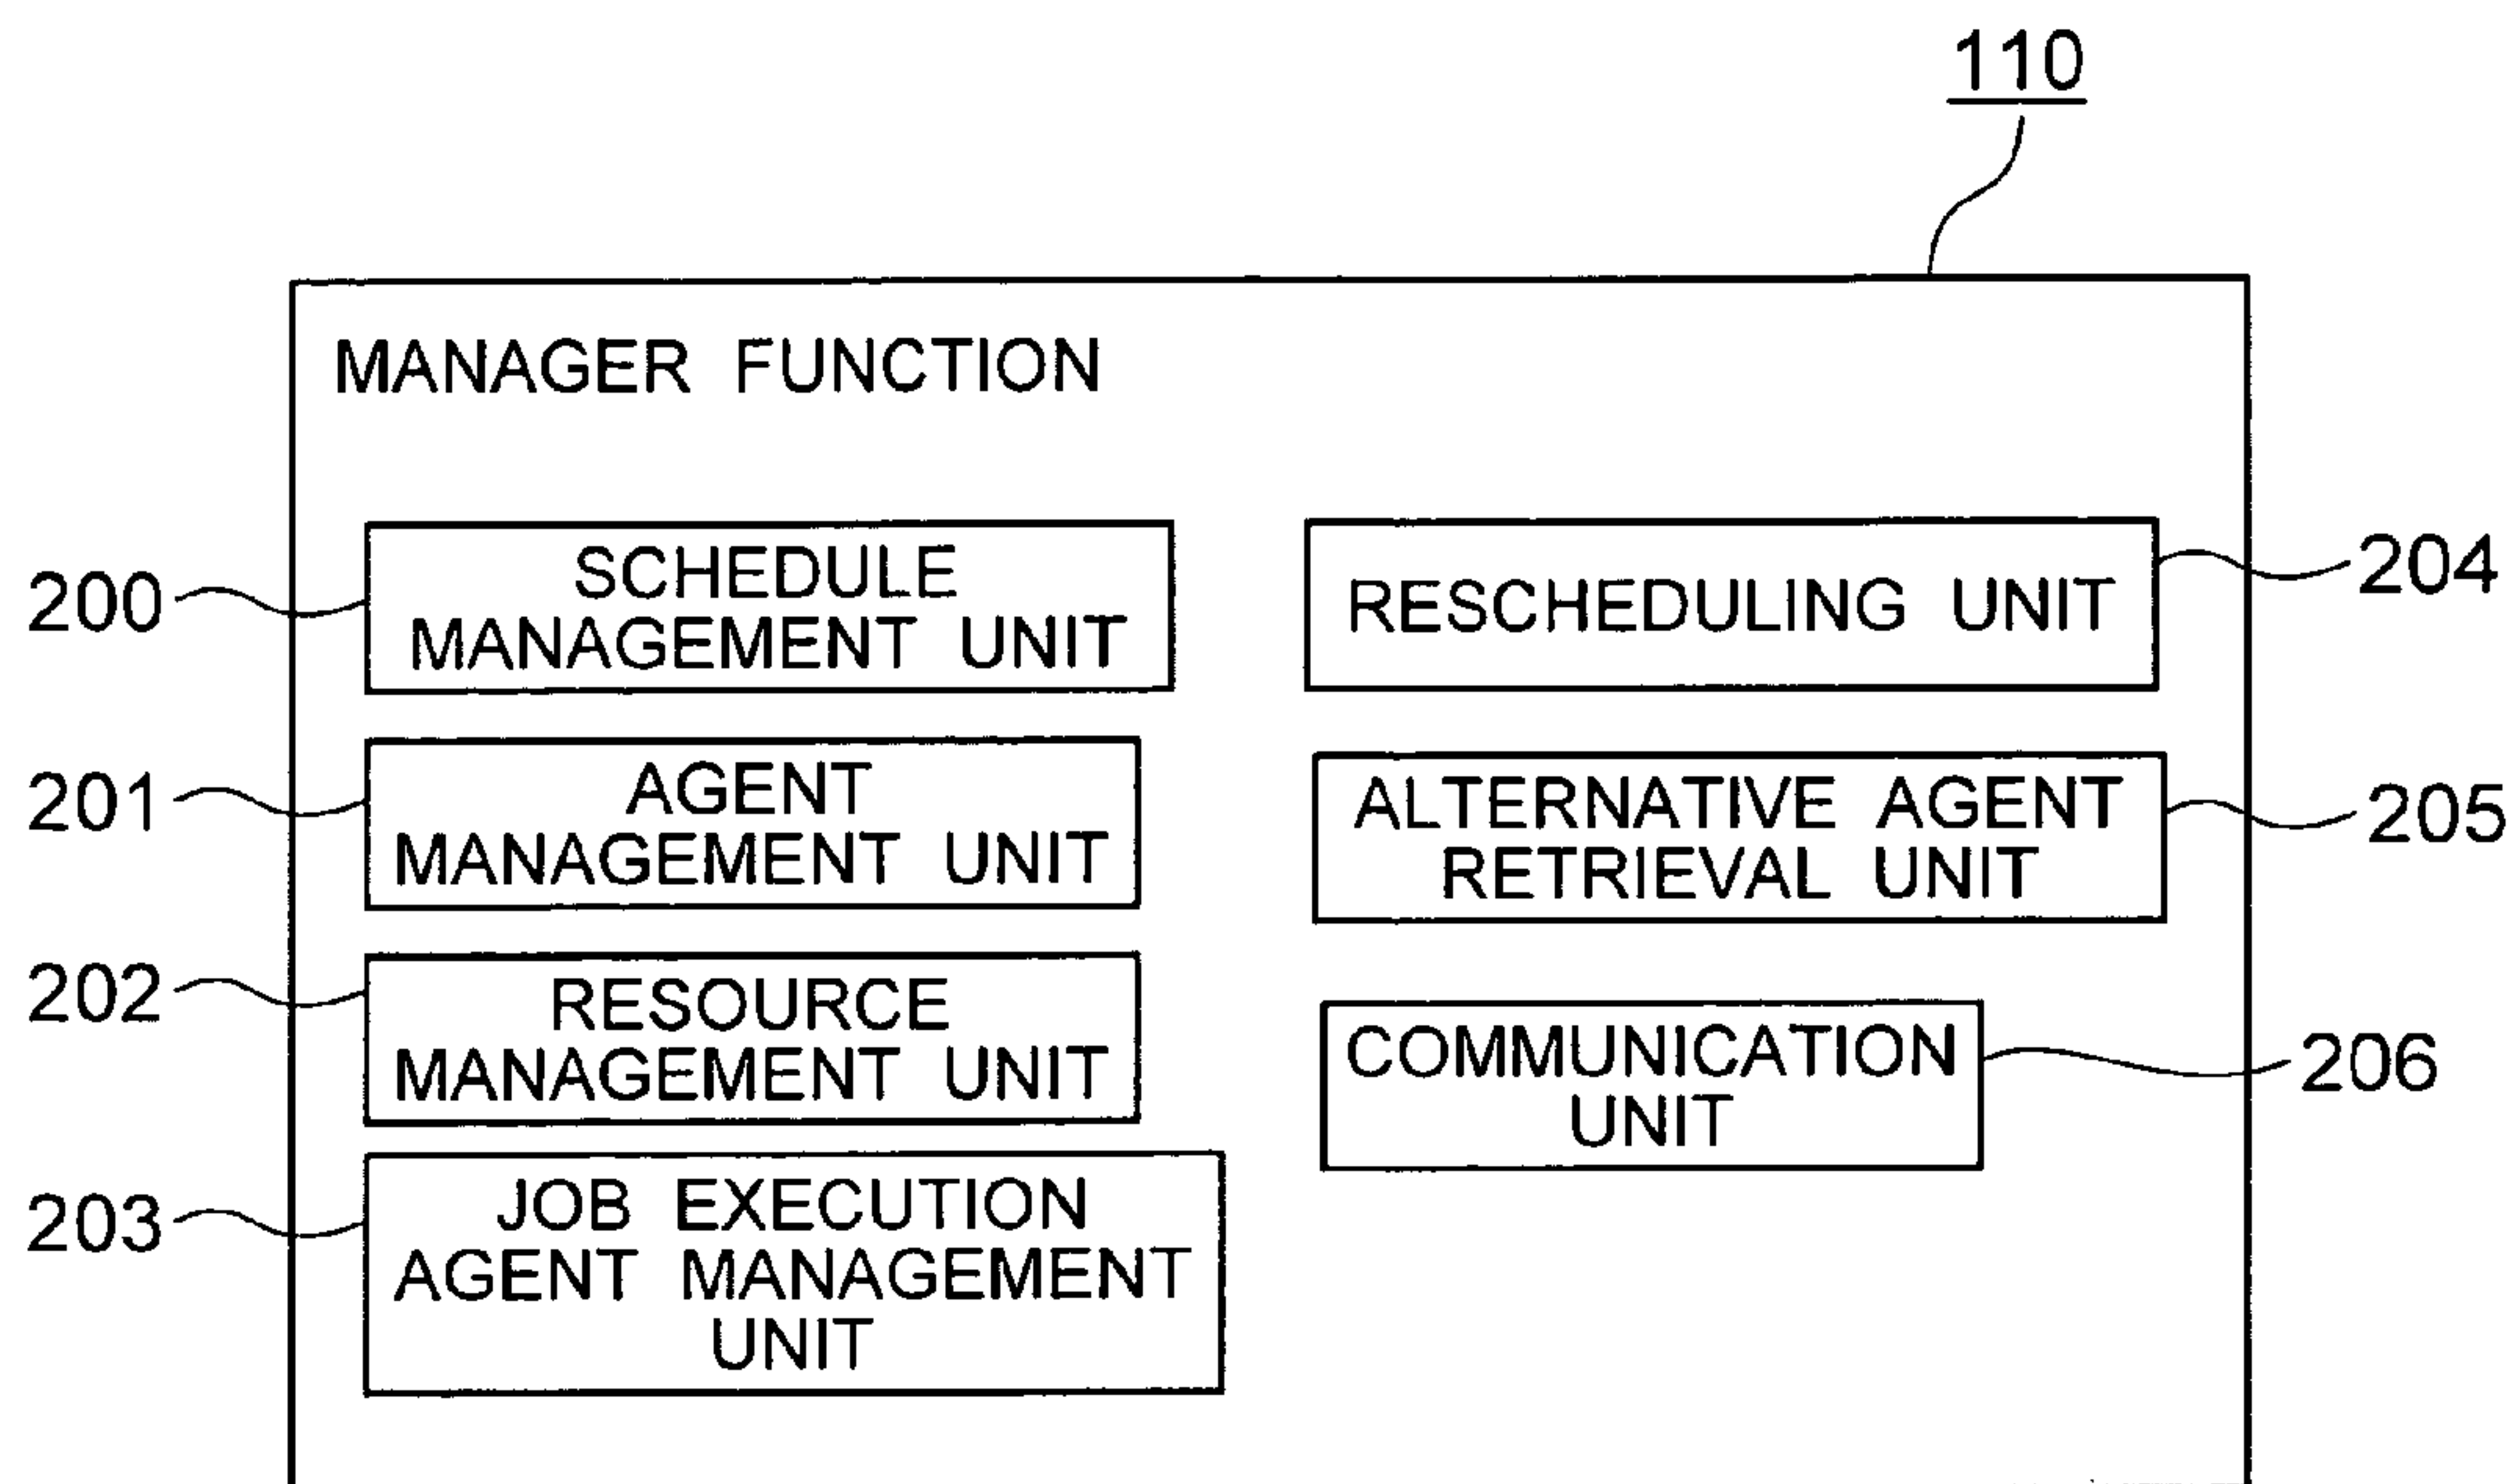 110
MANAGER FUNCTION
200
SCHEDULE
MANAGEMENT UNIT
201
AGENT
MANAGEMENT UNIT
202
RESOURCE
MANAGEMENT UNIT
203
JOB EXECUTION
AGENT MANAGEMENT
UNIT
RESCHEDULING UNIT
204
ALTERNATIVE AGENT
RETRIEVAL UNIT
205
COMMUNICATION
UNIT
206